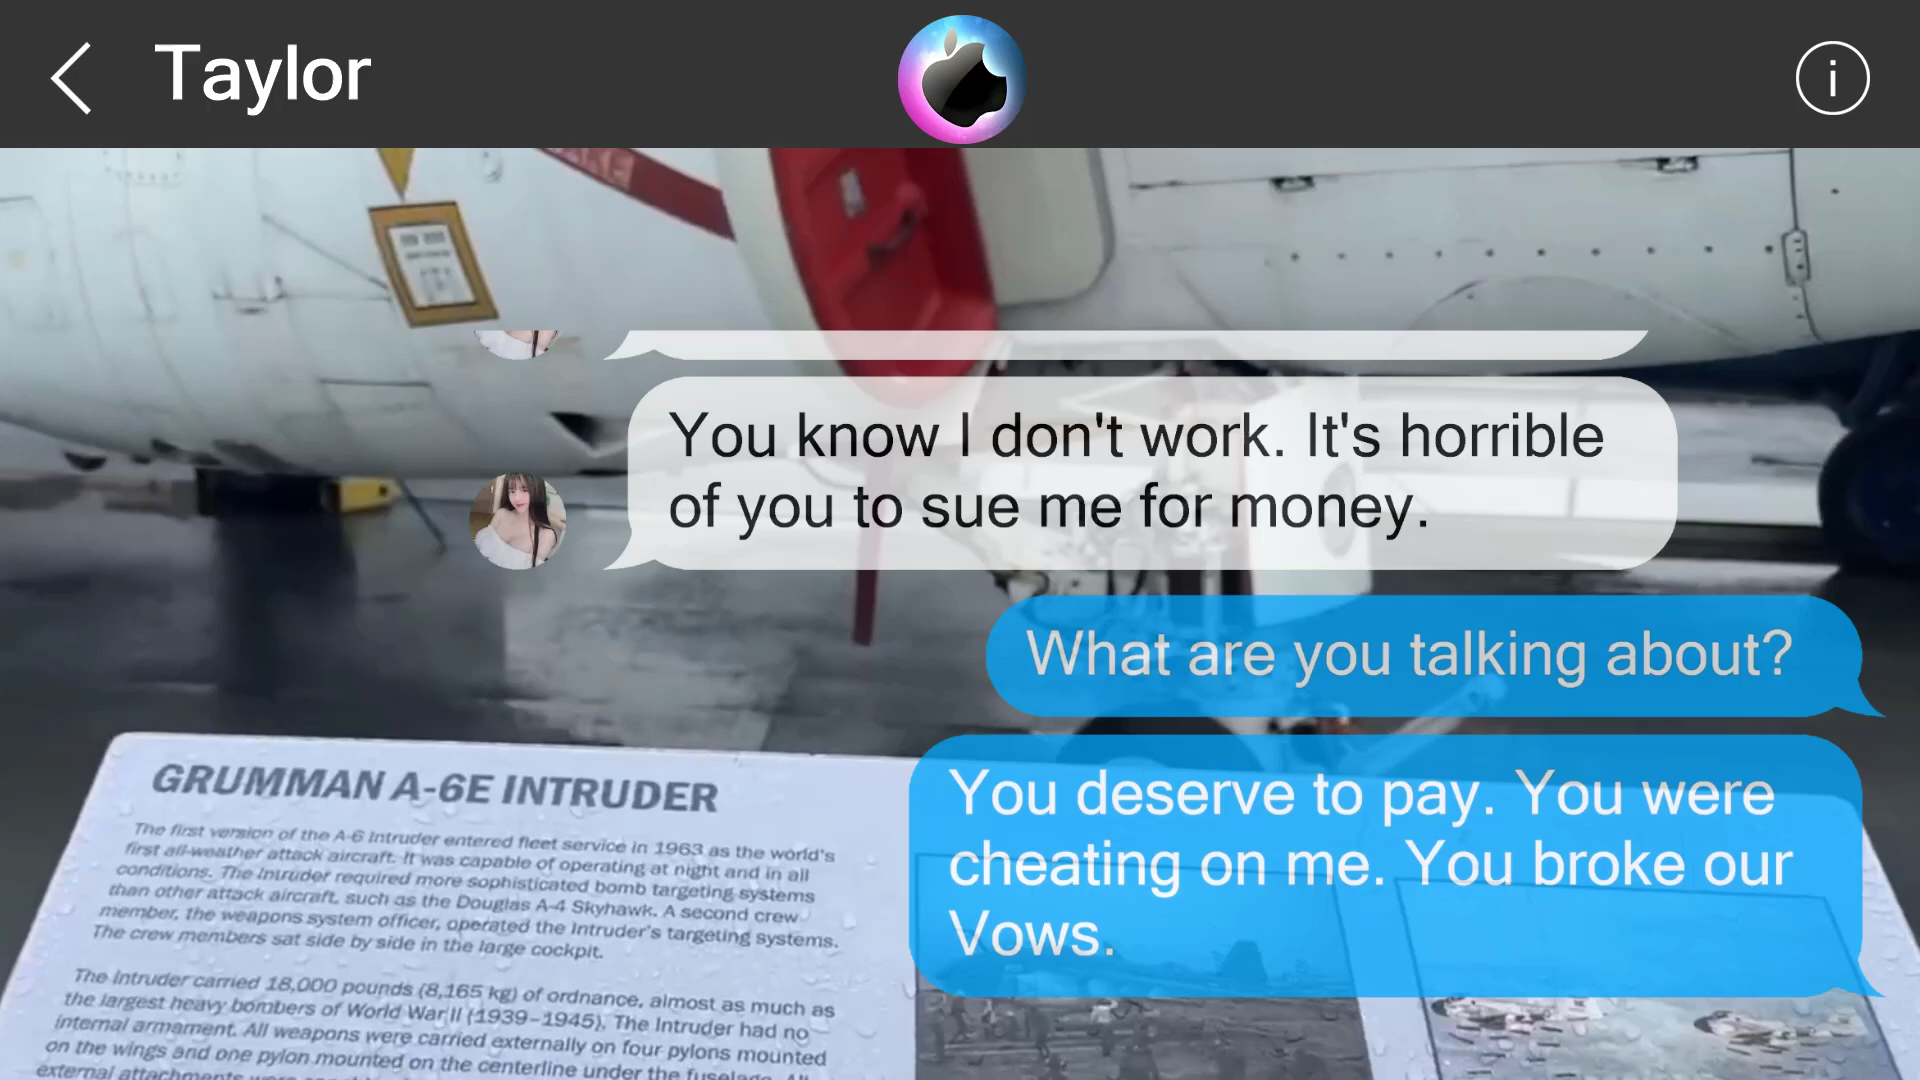 Taylor
You know I don't work. It's horrible
of you to sue me for money.
What are you talking about?
You deserve to pay. You were
cheating on me. You broke our
Vows.
GRUMMAN A-6E INTRUDER
The first version of the A-6 Intruder entered fleet service in 1963 as the world's
first all-weather attack aircraft. It was capable of operating at night and in all
conditions. The Intruder required more sophisticated bomb targeting systems
than other attack aircraft, such as the Douglas A-4 Skyhawk. A second crew
member, the weapons system officer, operated the Intruder's targeting systems.
The crew members sat side by side in the large cockpit.
The Intruder carried 18,000 pounds (8,165 kg) of ordnance, almost as much as
the largest heavy bombers of World War II (1939–1945). The Intruder had no
internal armament. All weapons were carried externally on four pylons mounted
on the wings and one pylon mounted on the centerline under the fuselage. All
external attachments were